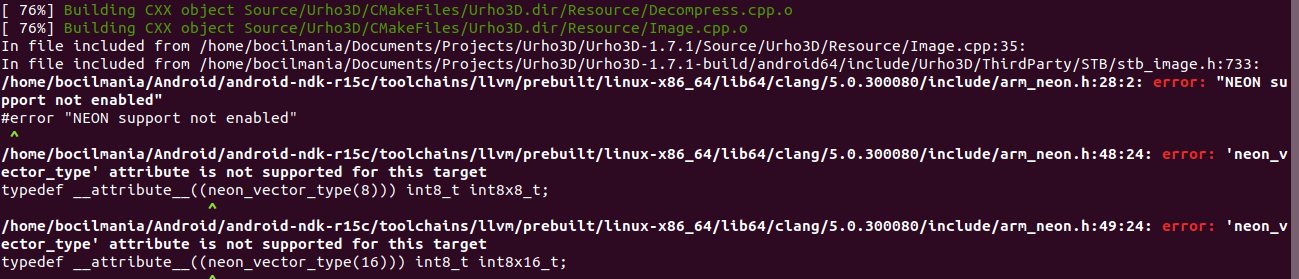 [ 76%] Building CXX object Source/Urho3D/CMakeFiles/Urho3D.dir/Resource/Decompress.cpp.o
[ 76%] Building CXX object Source/Urho3D/CMakeFiles/Urho3D.dir/Resource/Image.cpp.o
In file included from /home/bocilmania/Documents/Projects/Urho3D/Urho3D-1.7.1/Source/Urho3D/Resource/Image.cpp:35:
In file included from /home/bocilmania/Documents/Projects/Urho3D/Urho3D-1.7.1-build/android64/include/Urho3D/ThirdParty/STB/stb_image.h:733:
/home/bocilmania/Android/android-ndk-r15c/toolchains/llvm/prebuilt/linux-x86_64/lib64/clang/5.0.300080/include/arm_neon.h:28:2: error: "NEON su
pport not enabled"
#error "NEON support not enabled"
^
/home/bocilmania/Android/android-ndk-r15c/toolchains/llvm/prebuilt/linux-x86_64/lib64/clang/5.0.300080/include/arm_neon.h:48:24: error: 'neon_v
ector_type' attribute is not supported for this target
typedef __attribute__((neon_vector_type(8))) int8_t int8x8_t;
^
/home/bocilmania/Android/android-ndk-r15c/toolchains/llvm/prebuilt/linux-x86_64/lib64/clang/5.0.300080/include/arm_neon.h:49:24: error: 'neon_v
ector_type' attribute is not supported for this target
typedef __attribute__((neon_vector_type(16))) int8_t int8x16_t;
^